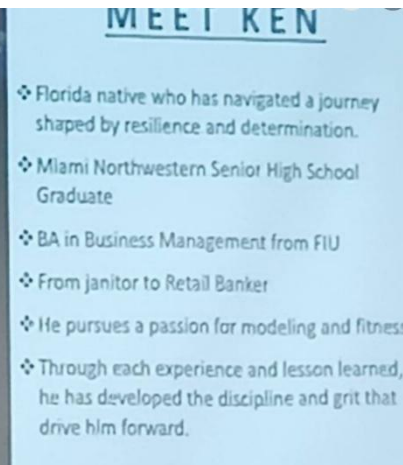 MEET KEN
❖ Florida native who has navigated a journey
shaped by resilience and determination.
❖ Miami Northwestern Senior High School
Graduate
❖ BA in Business Management from FIU
❖ From janitor to Retail Banker
❖ He pursues a passion for modeling and fitness
❖ Through each experience and lesson learned,
he has developed the discipline and grit that
drive him forward.